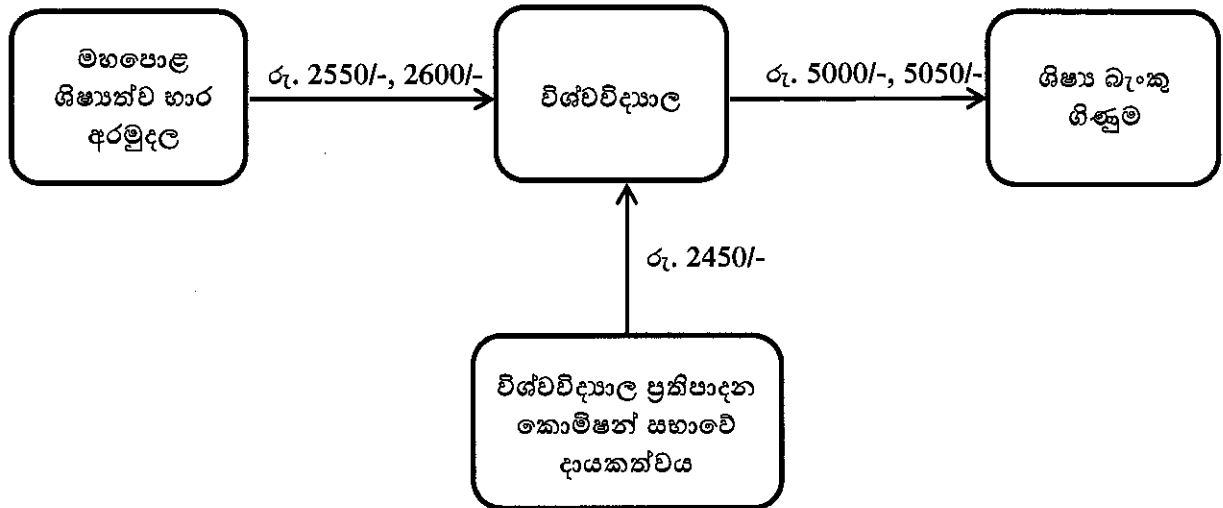 මහපොළ
ශිෂ්‍යත්ව භාර
අරමුදල
රු. 2550/-, 2600/-
විශ්වවිද්‍යාල
රු. 5000/-, 5050/-
ශිෂ්‍ය බැංකු
ගිණුම
රු. 2450/-
විශ්වවිද්‍යාල ප්‍රතිපාදන
කොමිෂන් සභාවේ
දායකත්වය